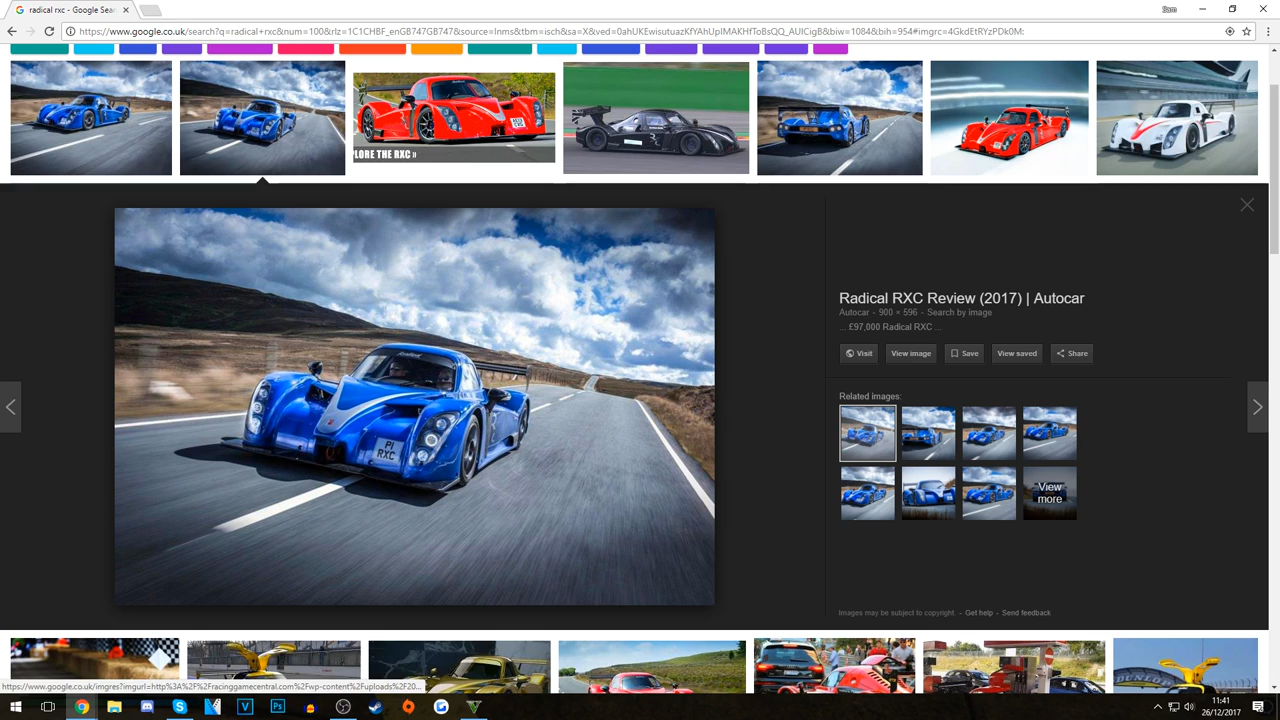 radical rxc - Google Sea
https://www.google.co.uk/search?q=radical+rxc&num=100&rlz=1C1CHBF_enGB747GB747&source=lnms&tbm=isch&sa=X&ved=0ahUKEwisutuazKfYAhUpIMAKHfToBsQQ_AUICigB&biw=1084&bih=954#imgrc=4GkdEtRYzPDk0M:
PLORE THE RXC »
Radical RXC Review (2017) | Autocar
Autocar - 900 × 596 - Search by image
... £97,000 Radical RXC ...
Visit
View image
Save
View saved
Share
Related images:
P1
RXC
View
more
Images may be subject to copyright. - Get help - Send feedback
DUNLOP
https://www.google.co.uk/imgres?imgurl=http%3A%2F%2Fracinggamecentral.com%2Fwp-content%2Fuploads%2F20...
11:41
26/12/2017